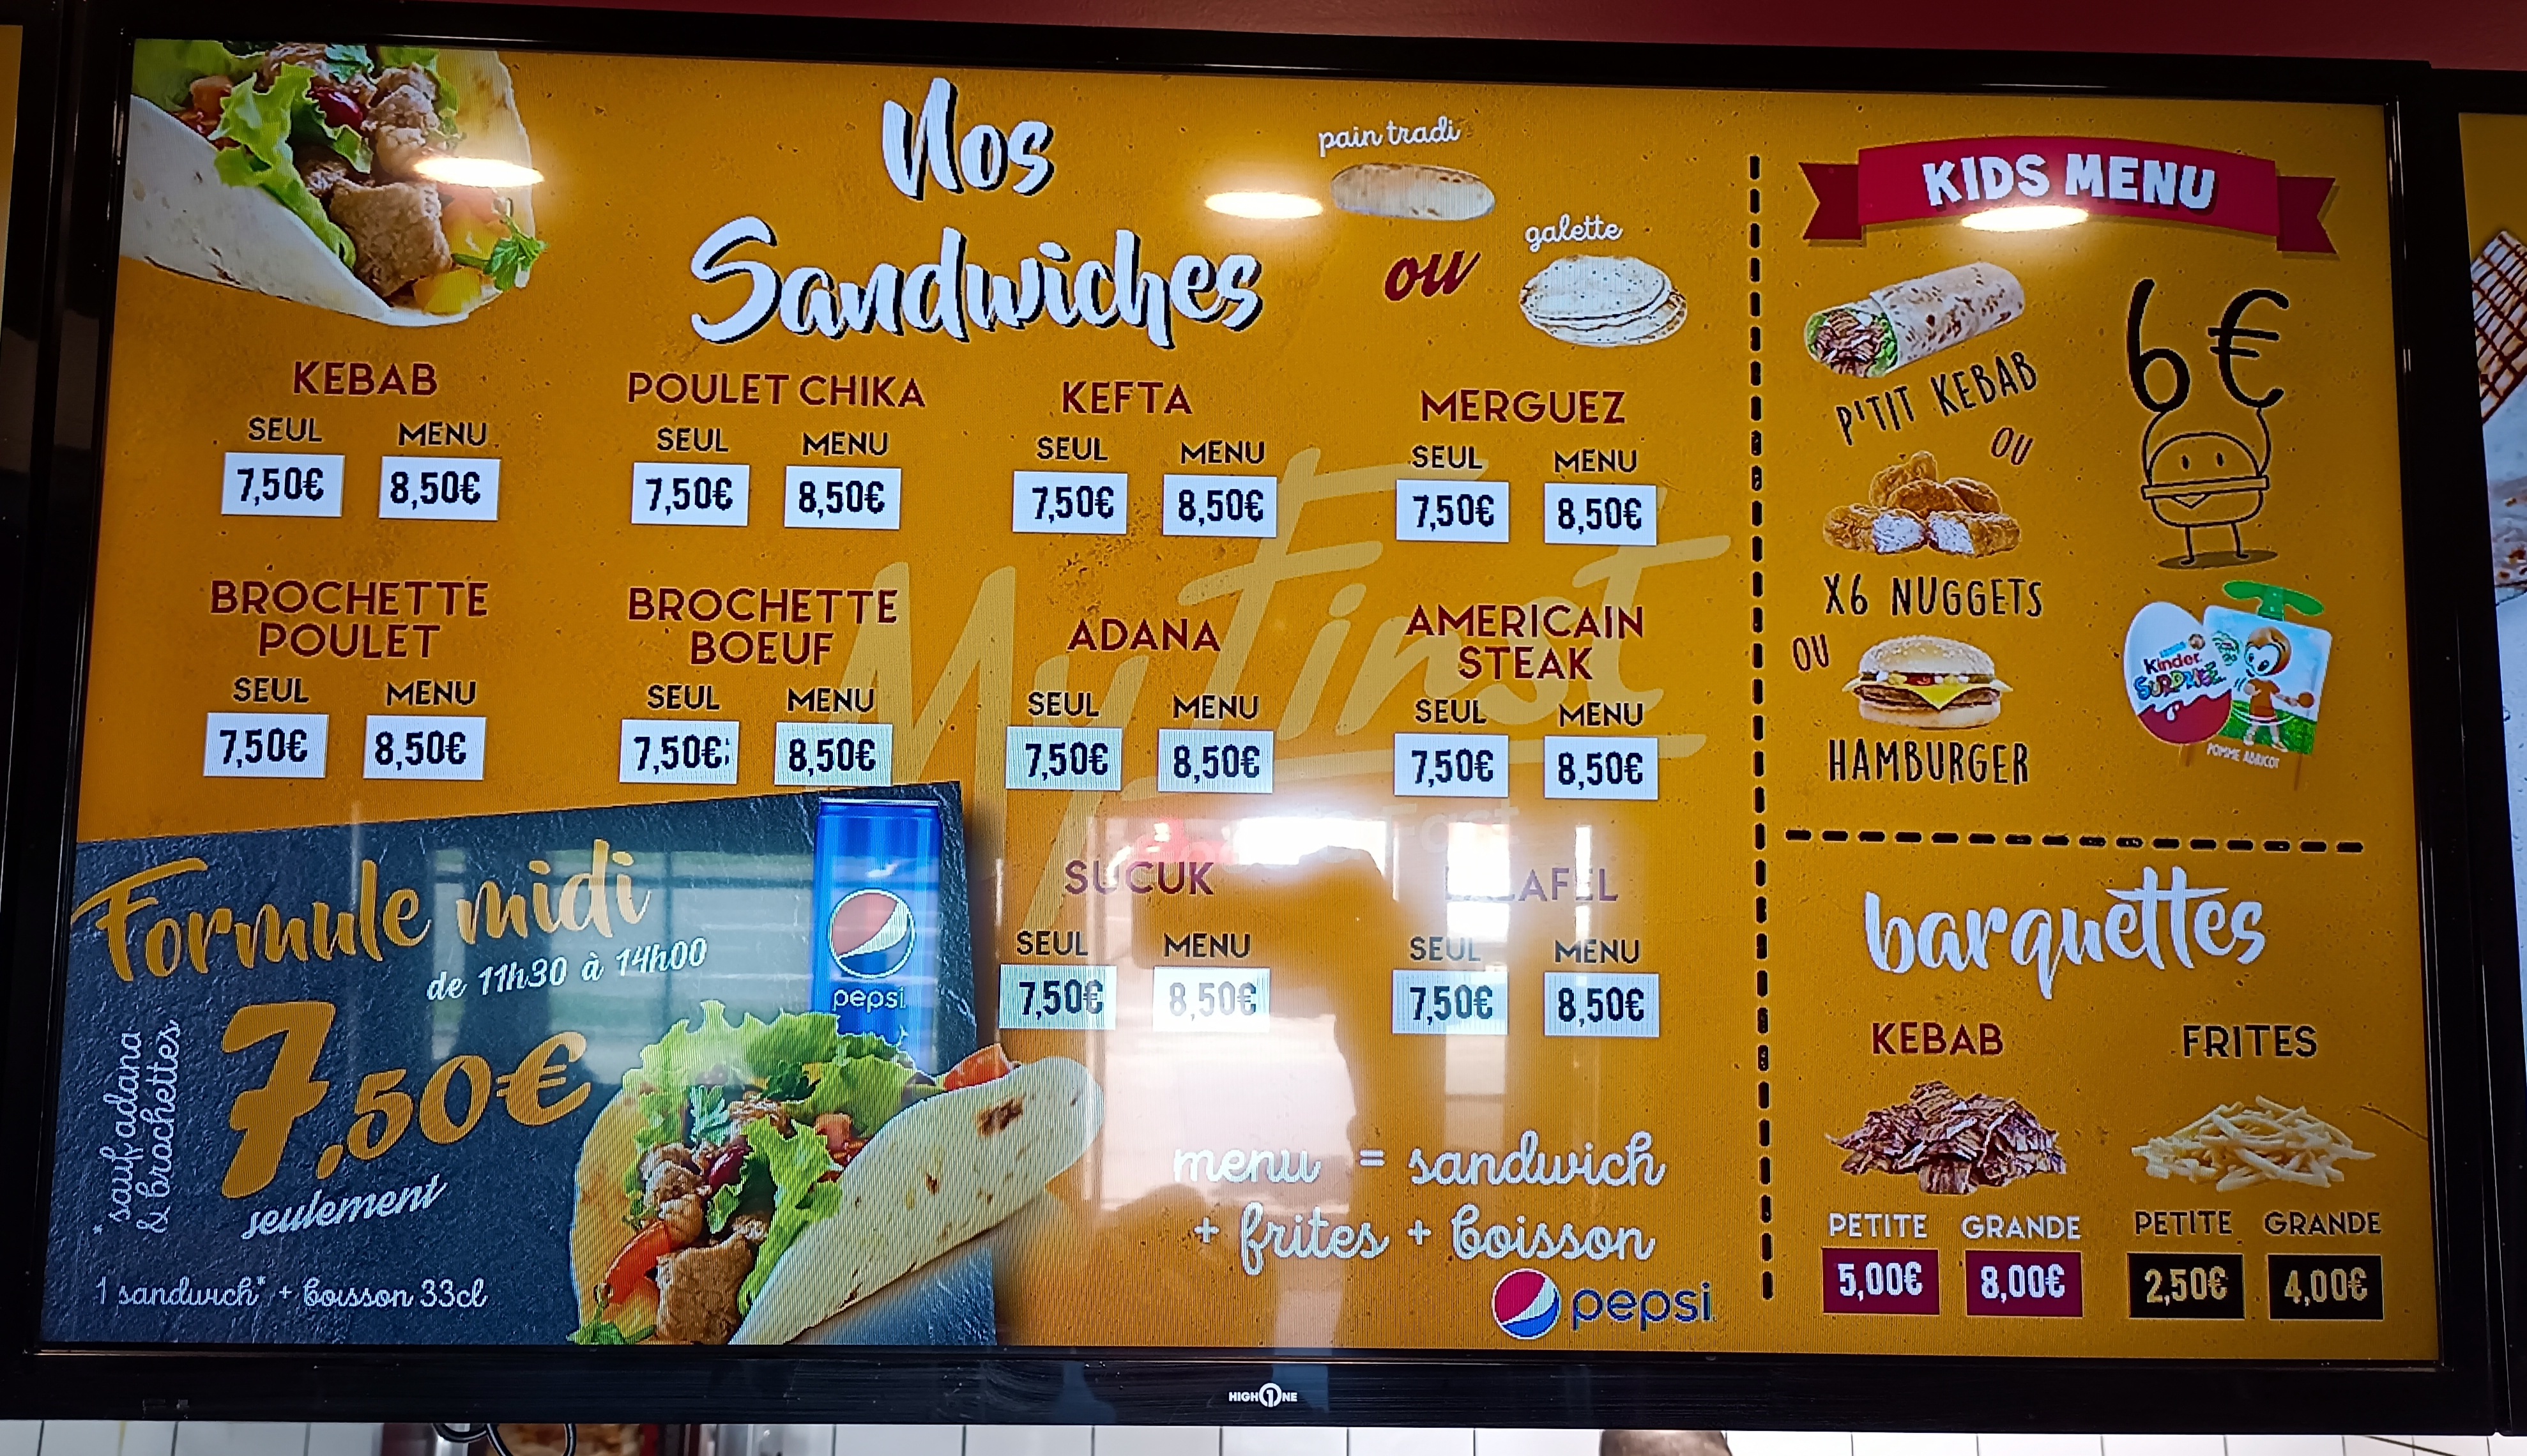 Nos
Sandwiches
pain tradi
ou
galette
KEBAB
SEUL MENU
7,50€ 8,50€
POULET CHIKA
SEUL MENU
7,50€ 8,50€
KEFTA
SEUL MENU
7,50€ 8,50€
MERGUEZ
SEUL MENU
7,50€ 8,50€
BROCHETTE
POULET
SEUL MENU
7,50€ 8,50€
BROCHETTE
BOEUF
SEUL MENU
7,50€ 8,50€
ADANA
SEUL MENU
7,50€ 8,50€
AMERICAIN
STEAK
SEUL MENU
7,50€ 8,50€
SUCUK
SEUL MENU
7,50€ 8,50€
FALAFEL
SEUL MENU
7,50€ 8,50€
My First
Formule midi
de 11h30 à 14h00
7,50€
seulement
* sauf adana
& brochettes
1 sandwich* + boisson 33cl
pepsi
menu = sandwich
+ frites + boisson
pepsi
KIDS MENU
6€
P'TIT KEBAB
OU
X6 NUGGETS
OU
HAMBURGER
Kinder
SURPRISE
POMME ABRICOT
barquettes
KEBAB
PETITE GRANDE
5,00€ 8,00€
FRITES
PETITE GRANDE
2,50€ 4,00€
HIGH ONE